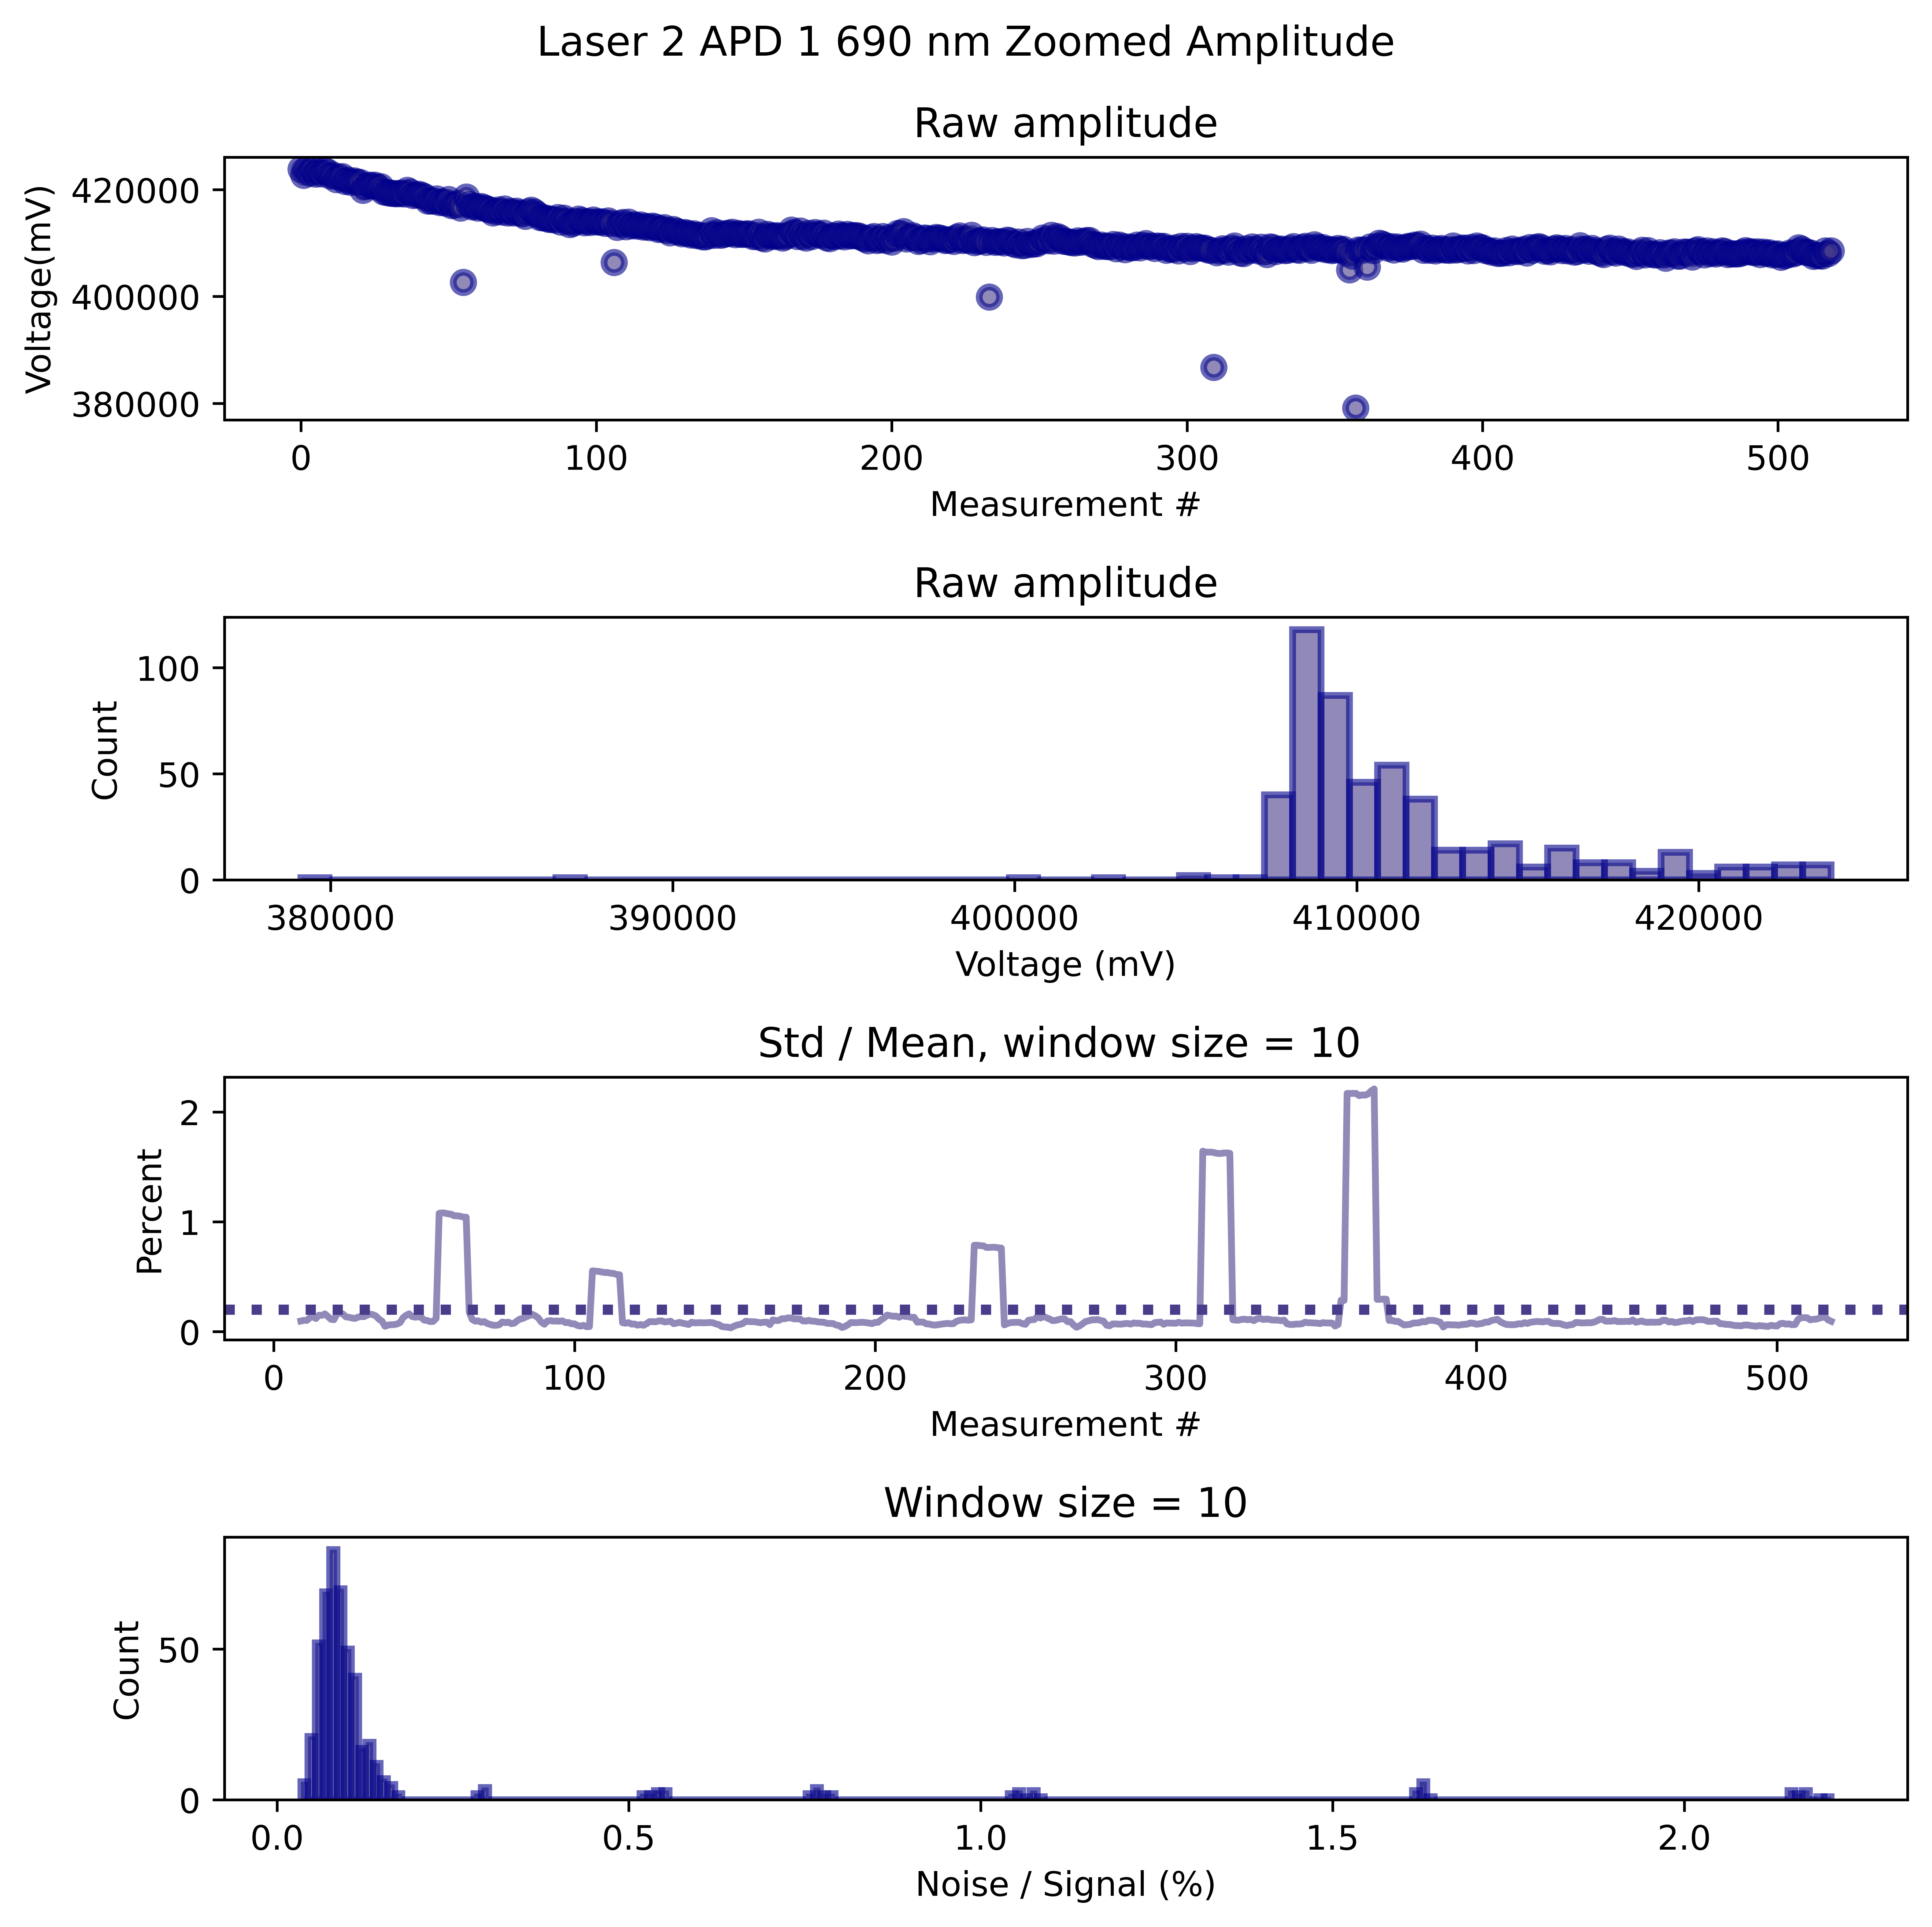 Laser 2 APD 1 690 nm Zoomed Amplitude
Raw amplitude
Voltage(mV)
420000
400000
380000
0 100 200 300 400 500
Measurement #
Raw amplitude
Count
100
50
0
380000 390000 400000 410000 420000
Voltage (mV)
Std / Mean, window size = 10
Percent
2
1
0
0 100 200 300 400 500
Measurement #
Window size = 10
Count
50
0
0.0 0.5 1.0 1.5 2.0
Noise / Signal (%)